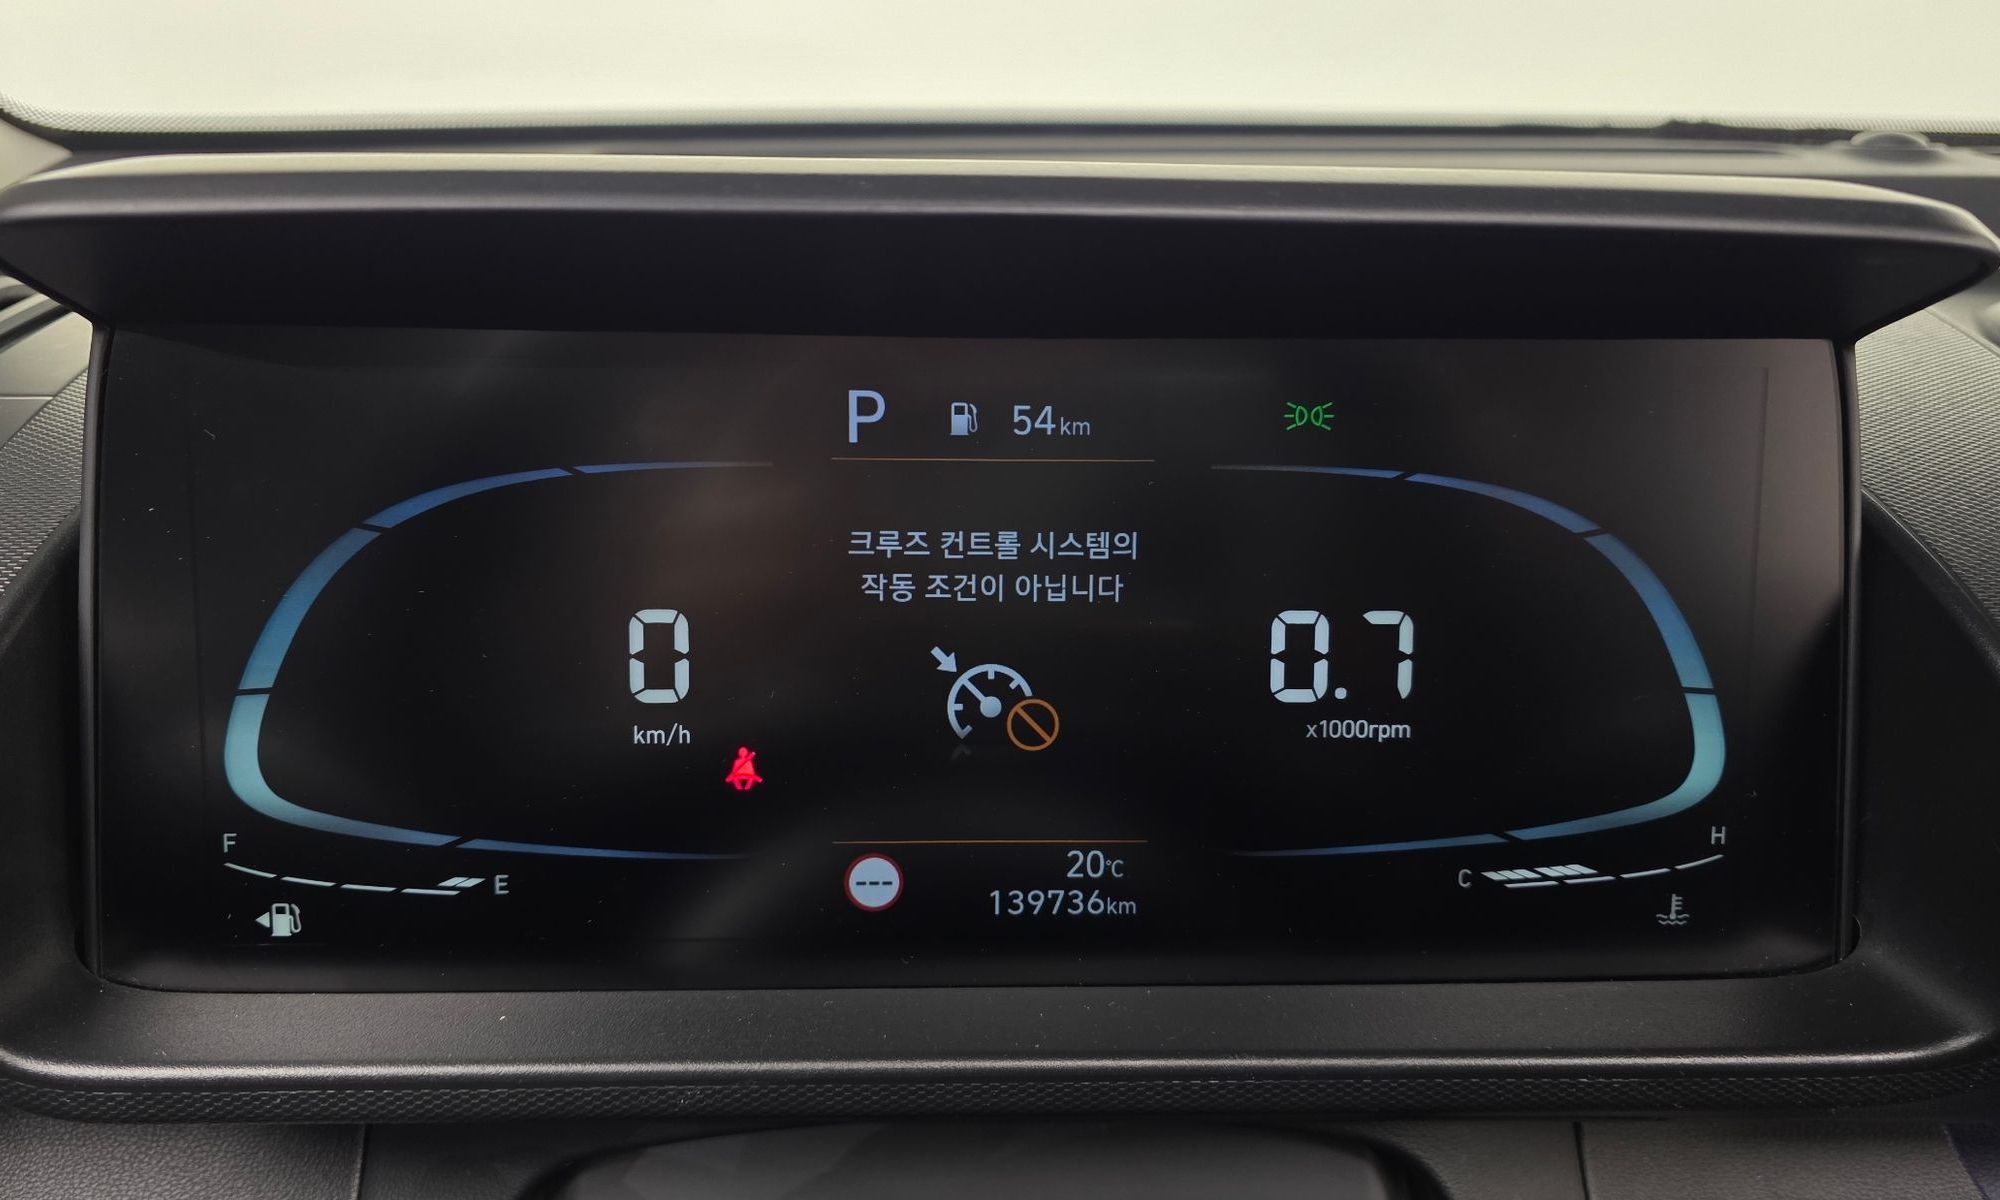 P 54km
크루즈 컨트롤 시스템의
작동 조건이 아닙니다
0
km/h
0.7
x1000rpm
F
E
C
H
---
20°C
139736km